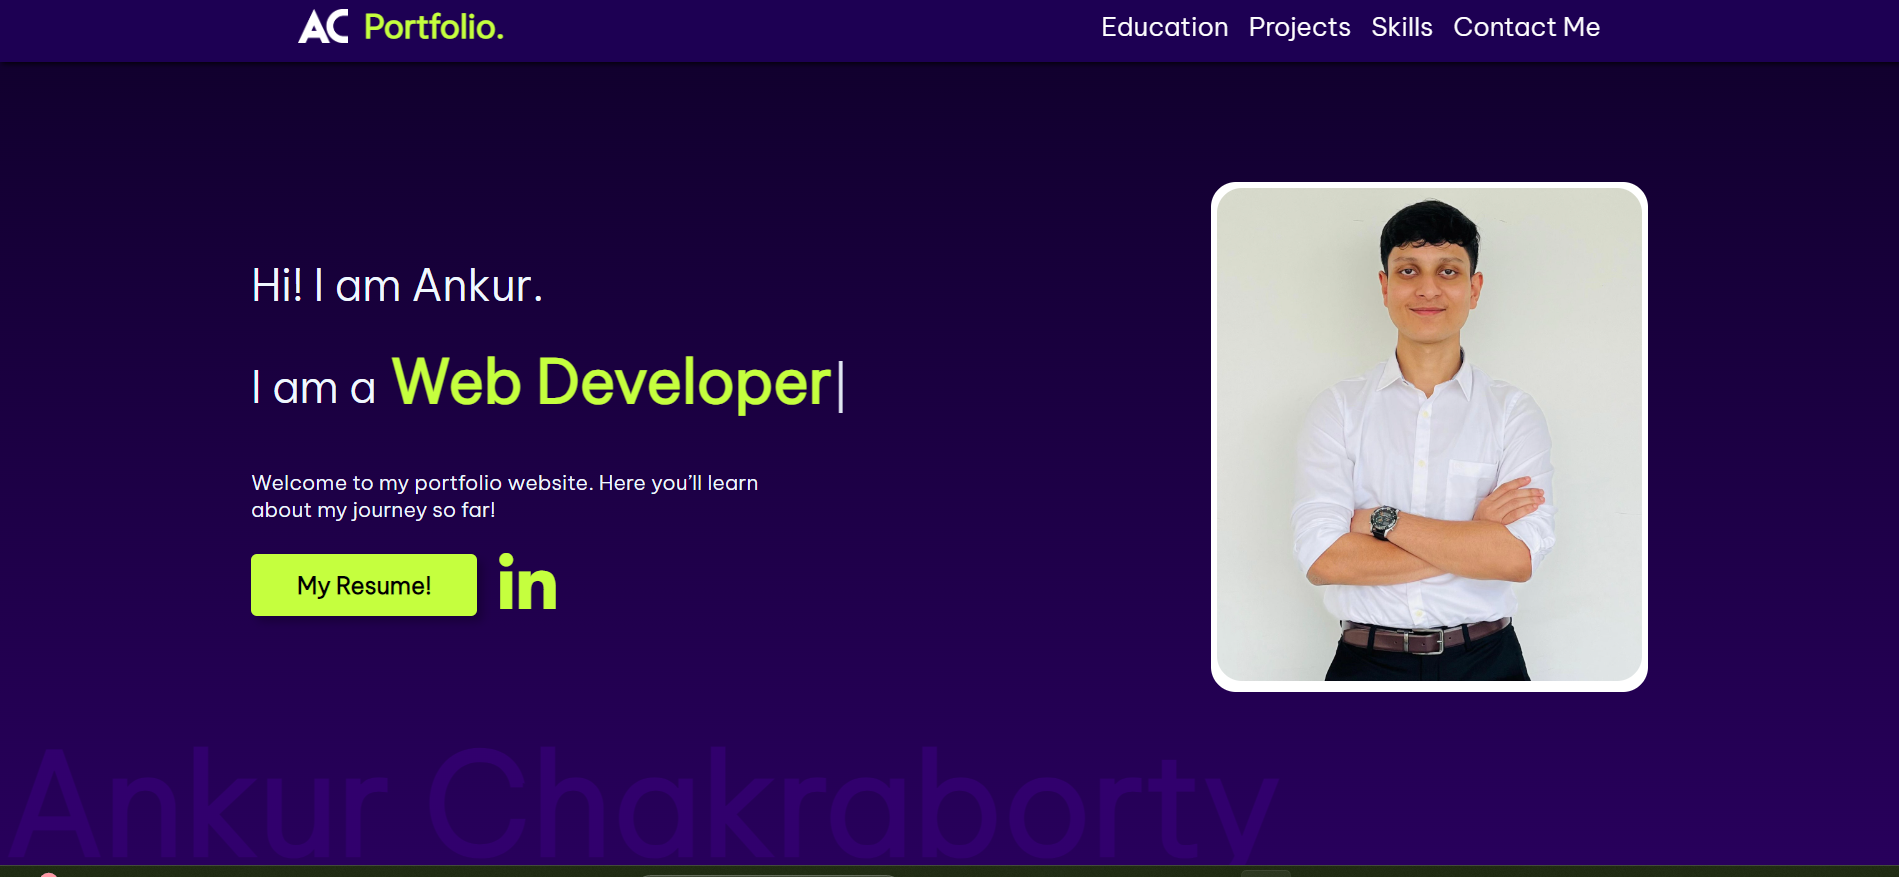 AC Portfolio.
Education Projects Skills Contact Me
Hi! I am Ankur.
I am a Web Developer|
Welcome to my portfolio website. Here you’ll learn
about my journey so far!
My Resume!
in
Ankur Chakraborty